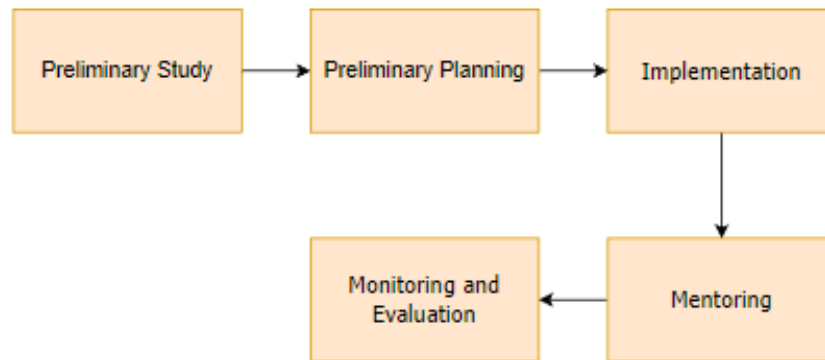 Preliminary Study
Preliminary Planning
Implementation
Mentoring
Monitoring and
Evaluation